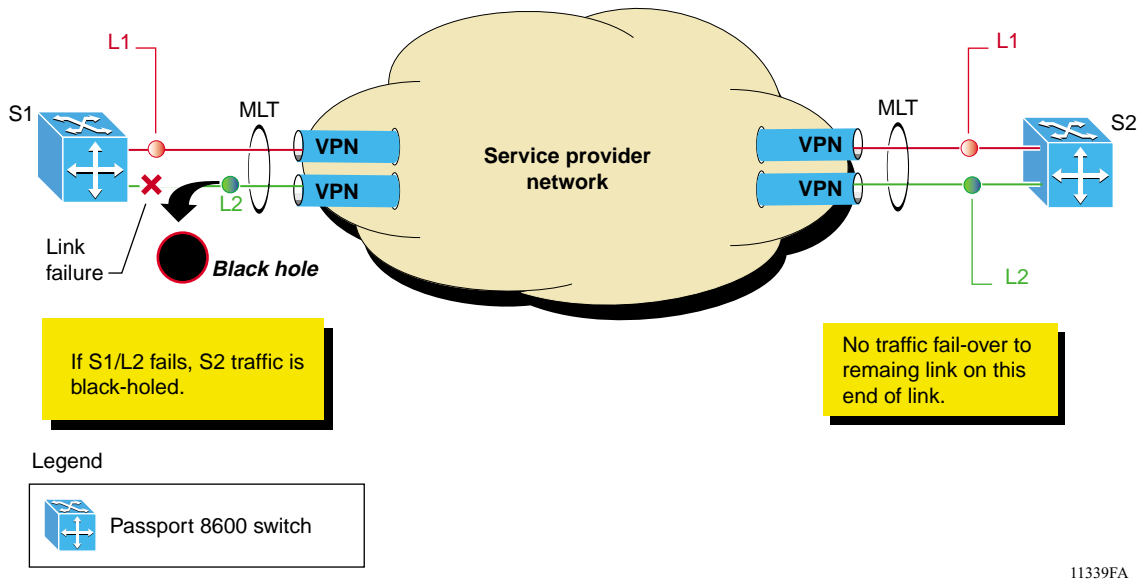 L1
L1
S1
MLT
MLT
S2
VPN
VPN
Service provider
network
VPN
VPN
L2
Link
failure
Black hole
L2
If S1/L2 fails, S2 traffic is
black-holed.
No traffic fail-over to
remaing link on this
end of link.
Legend
Passport 8600 switch
11339FA